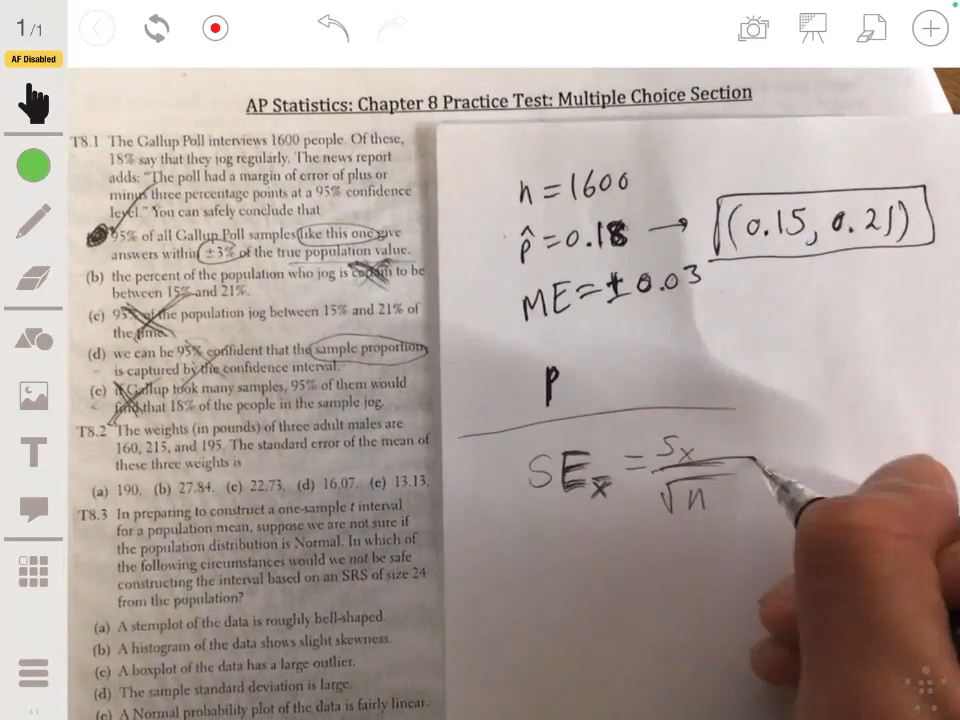 1/1
AF Disabled
AP Statistics: Chapter 8 Practice Test: Multiple Choice Section
T8.1 The Gallup Poll interviews 1600 people. Of these,
18% say that they jog regularly. The news report
adds: "The poll had a margin of error of plus or
minus three percentage points at a 95% confidence
level." You can safely conclude that
95% of all Gallup Poll samples like this one give
answers within ±3% of the true population value.
(b) the percent of the population who jog is certain to be
between 15% and 21%.
(c) 95% of the population jog between 15% and 21% of
the time.
(d) we can be 95% confident that the sample proportion
is captured by the confidence interval.
(e) if Gallup took many samples, 95% of them would
find that 18% of the people in the sample jog.
T8.2 The weights (in pounds) of three adult males are
160, 215, and 195. The standard error of the mean of
these three weights is
(a) 190. (b) 27.84. (c) 22.73. (d) 16.07. (e) 13.13.
T8.3 In preparing to construct a one-sample t interval
for a population mean, suppose we are not sure if
the population distribution is Normal. In which of
the following circumstances would we not be safe
constructing the interval based on an SRS of size 24
from the population?
(a) A stemplot of the data is roughly bell-shaped.
(b) A histogram of the data shows slight skewness.
(c) A boxplot of the data has a large outlier.
(d) The sample standard deviation is large.
(e) A Normal probability plot of the data is fairly linear.
n = 1600
p̂ = 0.18 → (0.15, 0.21)
ME = ± 0.03
p
SEx̄ = Sx
√n
T